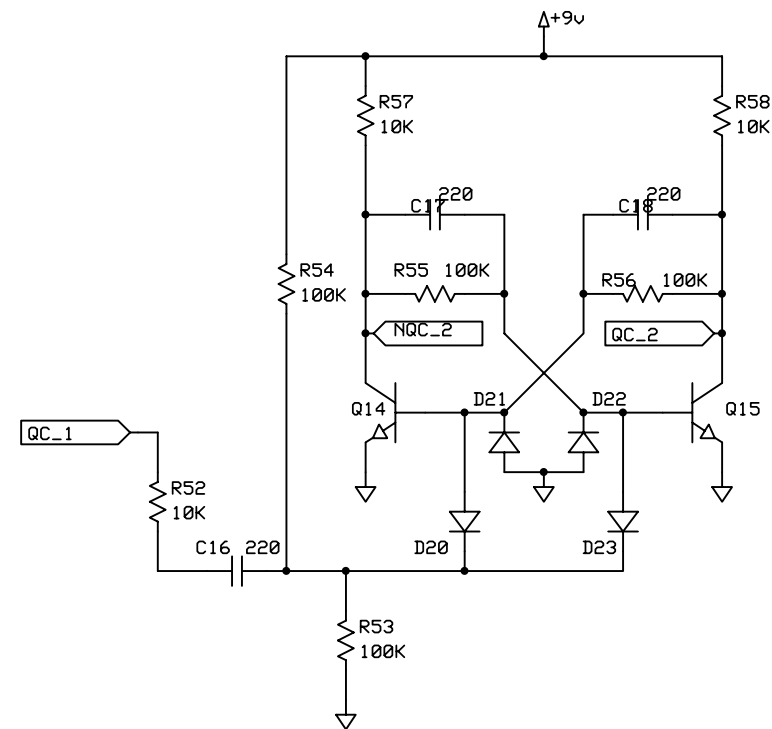 +9v
R57
10K
R58
10K
220
C17
220
C18
R54
100K
R55 100K
R56 100K
NQC_2
QC_2
Q14
D21
D22
Q15
QC_1
R52
10K
C16 220
D20
D23
R53
100K